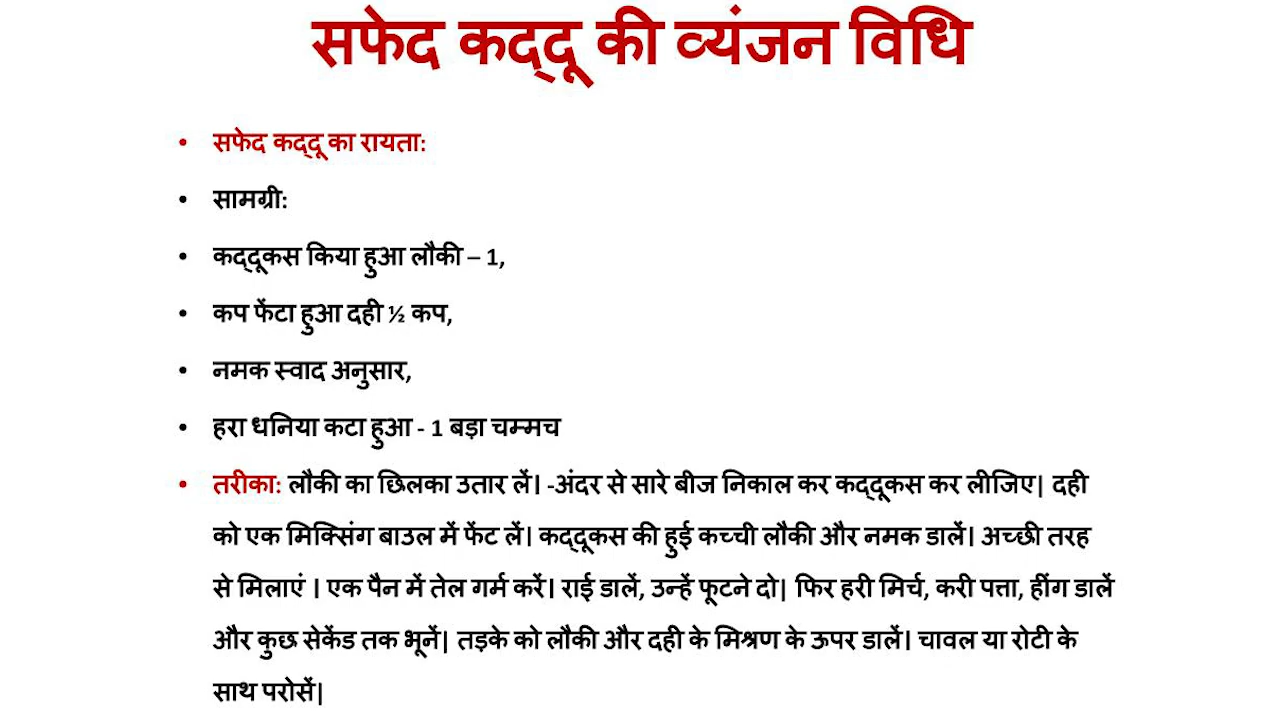 सफेद कद्दू की व्यंजन विधि
• सफेद कद्दू का रायता:
• सामग्री:
• कद्दूकस किया हुआ लौकी – 1,
• कप फेंटा हुआ दही ½ कप,
• नमक स्वाद अनुसार,
• हरा धनिया कटा हुआ - 1 बड़ा चम्मच
• तरीका: लौकी का छिलका उतार लें। -अंदर से सारे बीज निकाल कर कद्दूकस कर लीजिए| दही
को एक मिक्सिंग बाउल में फेंट लें| कद्दूकस की हुई कच्ची लौकी और नमक डालें। अच्छी तरह
से मिलाएं । एक पैन में तेल गर्म करें। राई डालें, उन्हें फूटने दो| फिर हरी मिर्च, करी पत्ता, हींग डालें
और कुछ सेकेंड तक भूनें| तड़के को लौकी और दही के मिश्रण के ऊपर डालें। चावल या रोटी के
साथ परोसें|